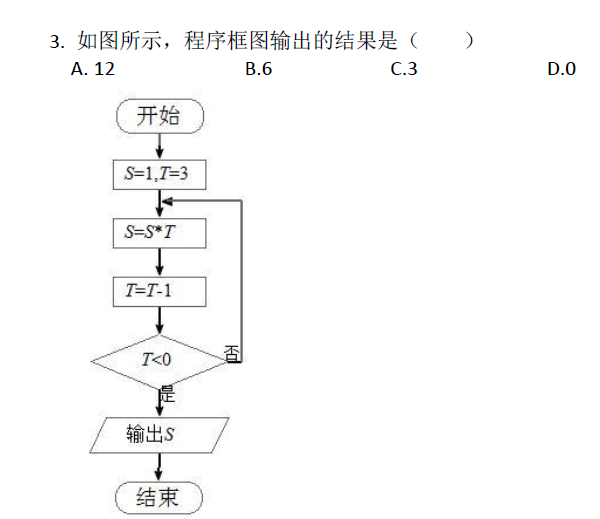 3. 如图所示，程序框图输出的结果是（　　）
A. 12 B.6 C.3 D.0
开始
S=1,T=3
S=S*T
T=T-1
T<0
否
是
输出S
结束